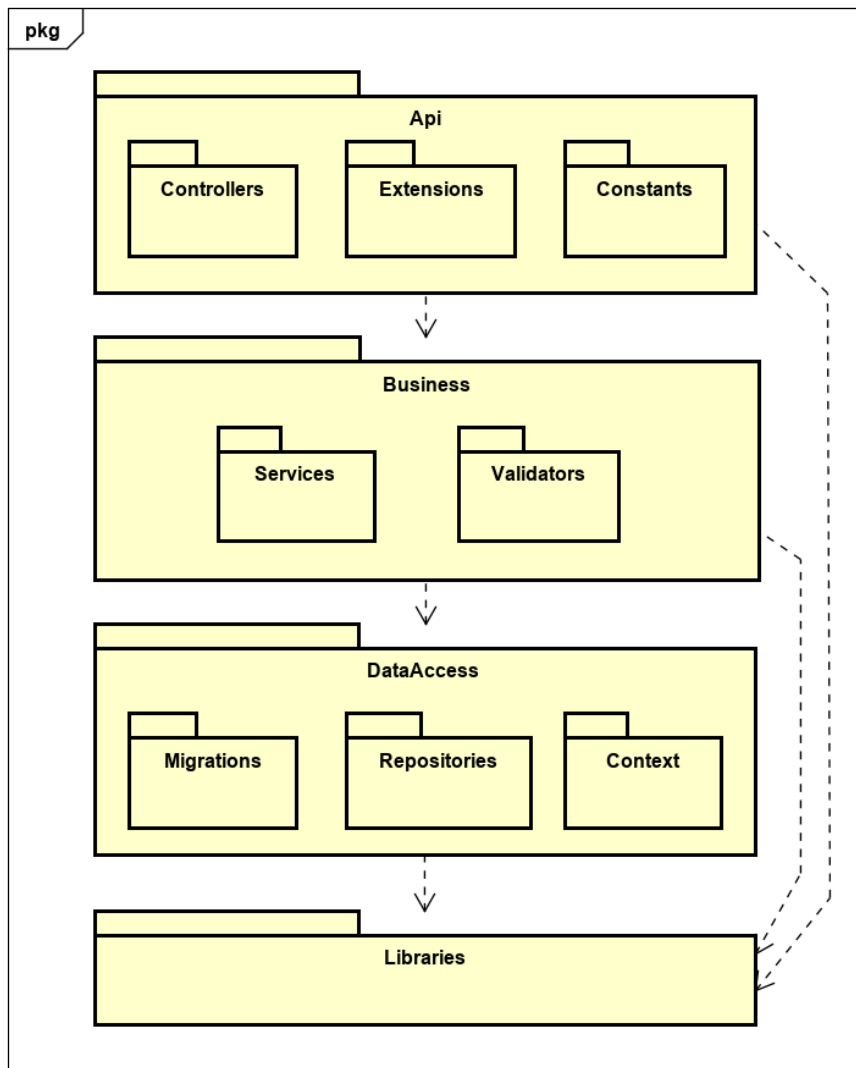 pkg
Api
Controllers
Extensions
Constants
Business
Services
Validators
DataAccess
Migrations
Repositories
Context
Libraries